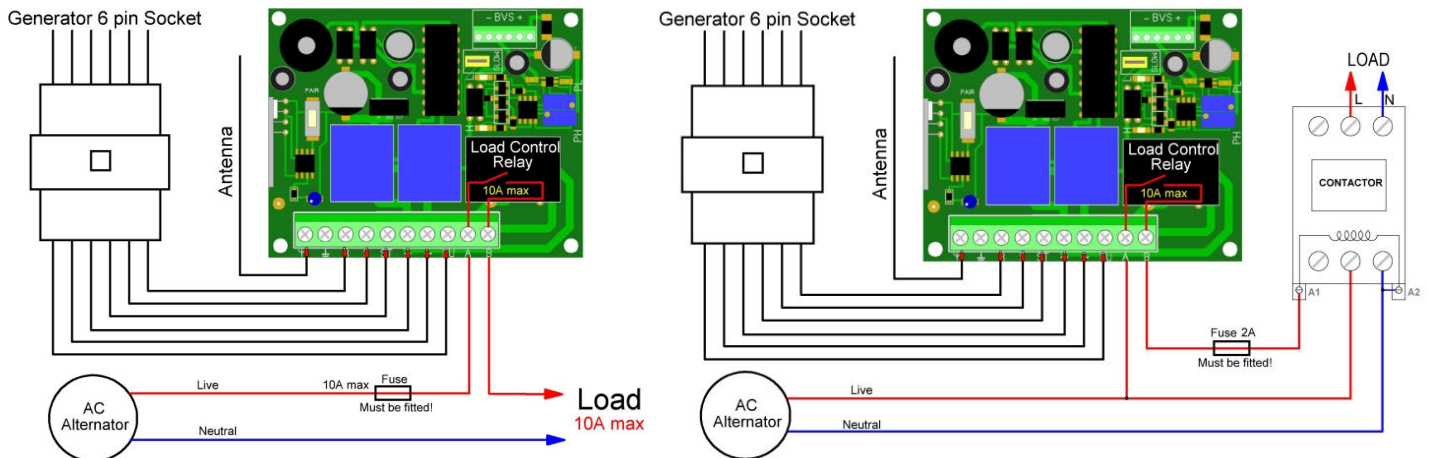 Generator 6 pin Socket
- BVS +
GLOW
PAIR
L
H
PL
PH
Antenna
Load Control
Relay
10A max
A
B
Live
10A max
Fuse
Must be fitted!
AC
Alternator
Neutral
Load
10A max
Generator 6 pin Socket
- BVS +
GLOW
PAIR
L
H
PL
PH
Antenna
Load Control
Relay
10A max
A
B
LOAD
L
N
CONTACTOR
A1
A2
Fuse 2A
Must be fitted!
Live
AC
Alternator
Neutral